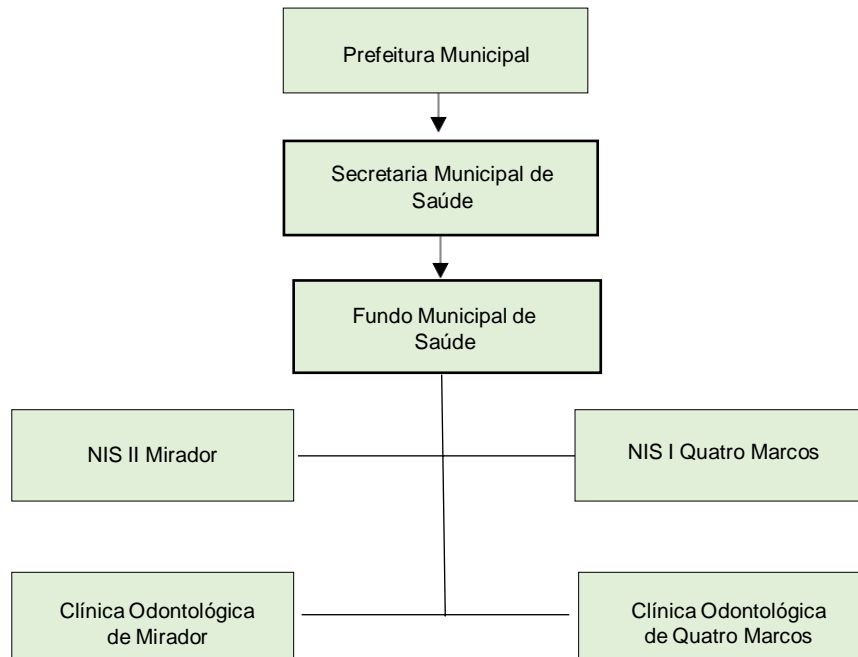 Prefeitura Municipal
Secretaria Municipal de
Saúde
Fundo Municipal de
Saúde
NIS II Mirador
NIS I Quatro Marcos
Clínica Odontológica
de Mirador
Clínica Odontológica
de Quatro Marcos